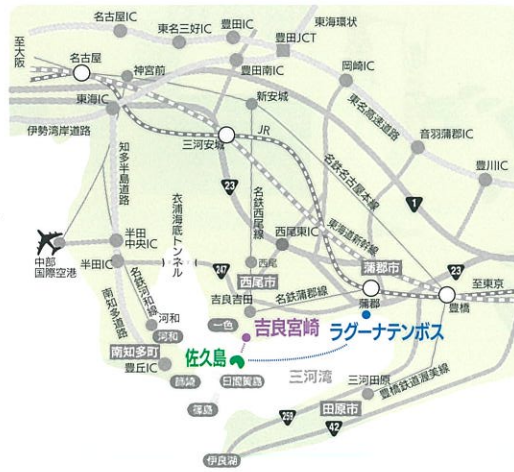 名古屋IC
東名三好IC
豊田IC
東海環状
豊田JCT
至大阪
名古屋
神宮前
豊田南IC
岡崎IC
東海IC
新安城
東名高速道路
伊勢湾岸道路
JR
三河安城
音羽蒲郡IC
豊川IC
知多半島道路
衣浦海底トンネル
23
名鉄西尾線
名鉄名古屋本線
1
東海道新幹線
中部
国際空港
半田
中央IC
半田IC
西尾東IC
西尾
西尾市
247
蒲郡市
23
至東京
吉良吉田
名鉄蒲郡線
蒲郡
豊橋
名鉄河和線
河和
河和
南知多道路
南知多町
豊丘IC
一色
吉良宮崎
ラグーナテンボス
佐久島
師崎
日間賀島
篠島
三河湾
三河田原
豊橋鉄道渥美線
田原市
259
42
伊良湖